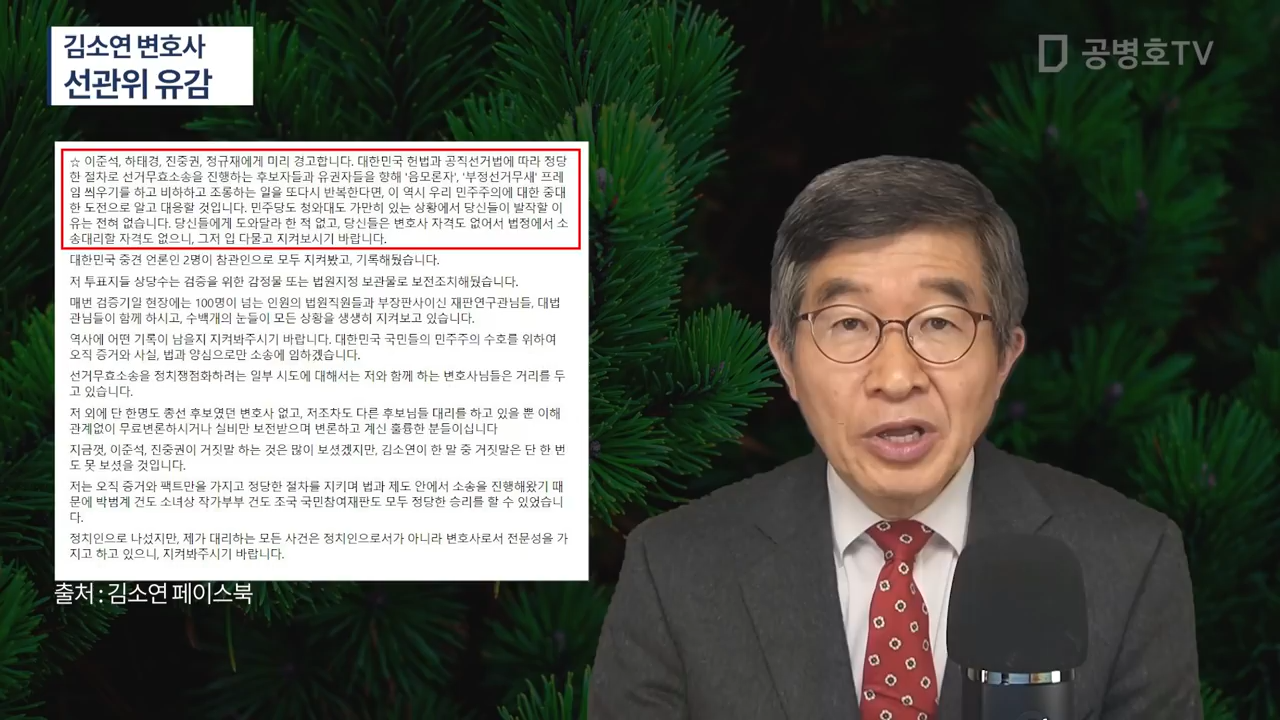 김소연 변호사
선관위 유감
공병호TV
☆ 이준석, 하태경, 진중권, 정규재에게 미리 경고합니다. 대한민국 헌법과 공직선거법에 따라 정당
한 절차로 선거무효소송을 진행하는 후보자들과 유권자들을 향해 '음모론자', '부정선거무새' 프레
임 씌우기를 하고 비하하고 조롱하는 일을 또다시 반복한다면, 이 역시 우리 민주주의에 대한 중대
한 도전으로 알고 대응할 것입니다. 민주당도 청와대도 가만히 있는 상황에서 당신들이 발작할 이
유는 전혀 없습니다. 당신들에게 도와달라 한 적 없고, 당신들은 변호사 자격도 없어서 법정에서 소
송대리할 자격도 없으니, 그저 입 다물고 지켜보시기 바랍니다.
대한민국 중견 언론인 2명이 참관인으로 모두 지켜봤고, 기록해뒀습니다.
저 투표지들 상당수는 검증을 위한 감정물 또는 법원지정 보관물로 보전조치해뒀습니다.
매번 검증기일 현장에는 100명이 넘는 인원의 법원직원들과 부장판사이신 재판연구관님들, 대법
관님들이 함께 하시고, 수백개의 눈들이 모든 상황을 생생히 지켜보고 있습니다.
역사에 어떤 기록이 남을지 지켜봐주시기 바랍니다. 대한민국 국민들의 민주주의 수호를 위하여
오직 증거와 사실, 법과 양심으로만 소송에 임하겠습니다.
선거무효소송을 정치쟁점화하려는 일부 시도에 대해서는 저와 함께 하는 변호사님들은 거리를 두
고 있습니다.
저 외에 단 한명도 총선 후보였던 변호사 없고, 저조차도 다른 후보님들 대리를 하고 있을 뿐 이해
관계없이 무료변론하시거나 실비만 보전받으며 변론하고 계신 훌륭한 분들이십니다
지금껏, 이준석, 진중권이 거짓말 하는 것은 많이 보셨겠지만, 김소연이 한 말 중 거짓말은 단 한 번
도 못 보셨을 것입니다.
저는 오직 증거와 팩트만을 가지고 정당한 절차를 지키며 법과 제도 안에서 소송을 진행해왔기 때
문에 박범계 건도 소녀상 작가부부 건도 조국 국민참여재판도 모두 정당한 승리를 할 수 있었습니
다.
정치인으로 나섰지만, 제가 대리하는 모든 사건은 정치인으로서가 아니라 변호사로서 전문성을 가
지고 하고 있으니, 지켜봐주시기 바랍니다.
출처 : 김소연 페이스북